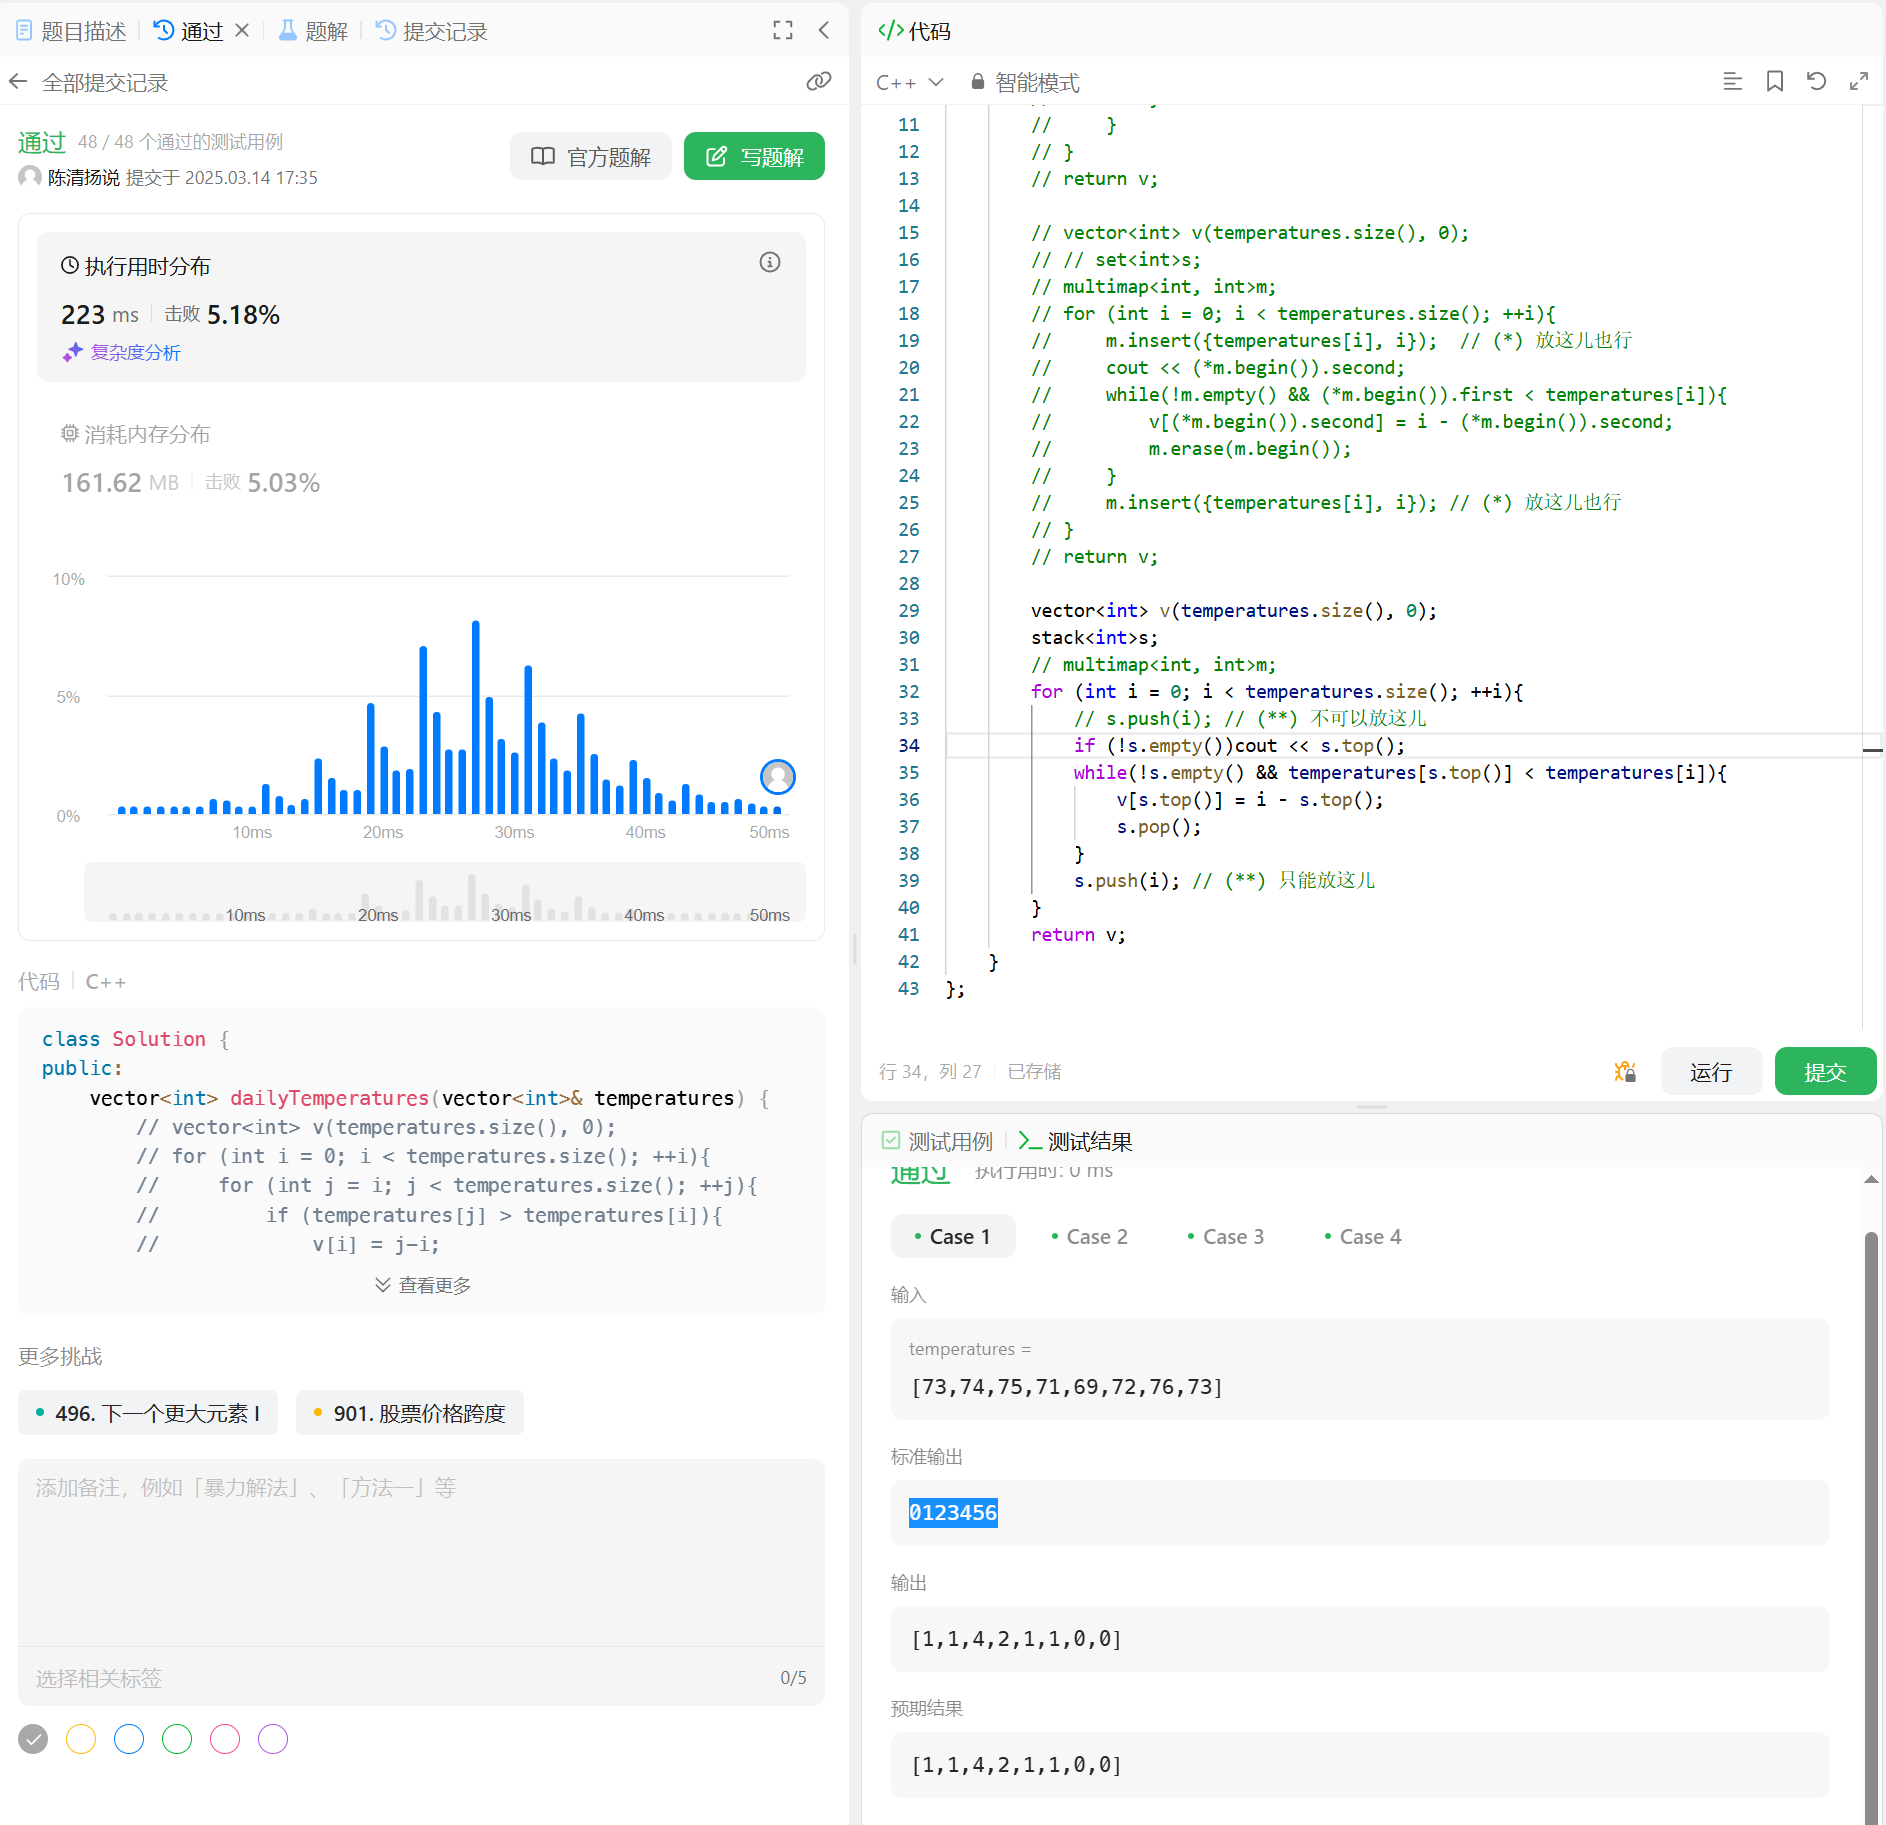 题目描述
通过
题解
提交记录
全部提交记录
通过 48 / 48 个通过的测试用例
陈清扬说 提交于 2025.03.14 17:35
官方题解
写题解
执行用时分布
223 ms 击败 5.18%
复杂度分析
消耗内存分布
161.62 MB 击败 5.03%
10%
5%
0%
10ms 20ms 30ms 40ms 50ms
10ms 20ms 30ms 40ms 50ms
代码 C++
class Solution {
public:
    vector<int> dailyTemperatures(vector<int>& temperatures) {
        // vector<int> v(temperatures.size(), 0);
        // for (int i = 0; i < temperatures.size(); ++i){
        //     for (int j = i; j < temperatures.size(); ++j){
        //         if (temperatures[j] > temperatures[i]){
        //             v[i] = j-i;
查看更多
更多挑战
496. 下一个更大元素 I
901. 股票价格跨度
添加备注，例如「暴力解法」、「方法一」等
选择相关标签 0/5
</>代码
C++ 智能模式
11 //     }
12 // }
13 // return v;
14
15 // vector<int> v(temperatures.size(), 0);
16 // // set<int>s;
17 // multimap<int, int>m;
18 // for (int i = 0; i < temperatures.size(); ++i){
19 //     m.insert({temperatures[i], i});  // (*) 放这儿也行
20 //     cout << (*m.begin()).second;
21 //     while(!m.empty() && (*m.begin()).first < temperatures[i]){
22 //         v[(*m.begin()).second] = i - (*m.begin()).second;
23 //         m.erase(m.begin());
24 //     }
25 //     m.insert({temperatures[i], i}); // (*) 放这儿也行
26 // }
27 // return v;
28
29 vector<int> v(temperatures.size(), 0);
30 stack<int>s;
31 // multimap<int, int>m;
32 for (int i = 0; i < temperatures.size(); ++i){
33     // s.push(i); // (**) 不可以放这儿
34     if (!s.empty())cout << s.top();
35     while(!s.empty() && temperatures[s.top()] < temperatures[i]){
36         v[s.top()] = i - s.top();
37         s.pop();
38     }
39     s.push(i); // (**) 只能放这儿
40 }
41 return v;
42 }
43 };
行 34，列 27 已存储
运行
提交
测试用例
测试结果
通过 执行用时: 0 ms
Case 1
Case 2
Case 3
Case 4
输入
temperatures =
[73,74,75,71,69,72,76,73]
标准输出
0123456
输出
[1,1,4,2,1,1,0,0]
预期结果
[1,1,4,2,1,1,0,0]